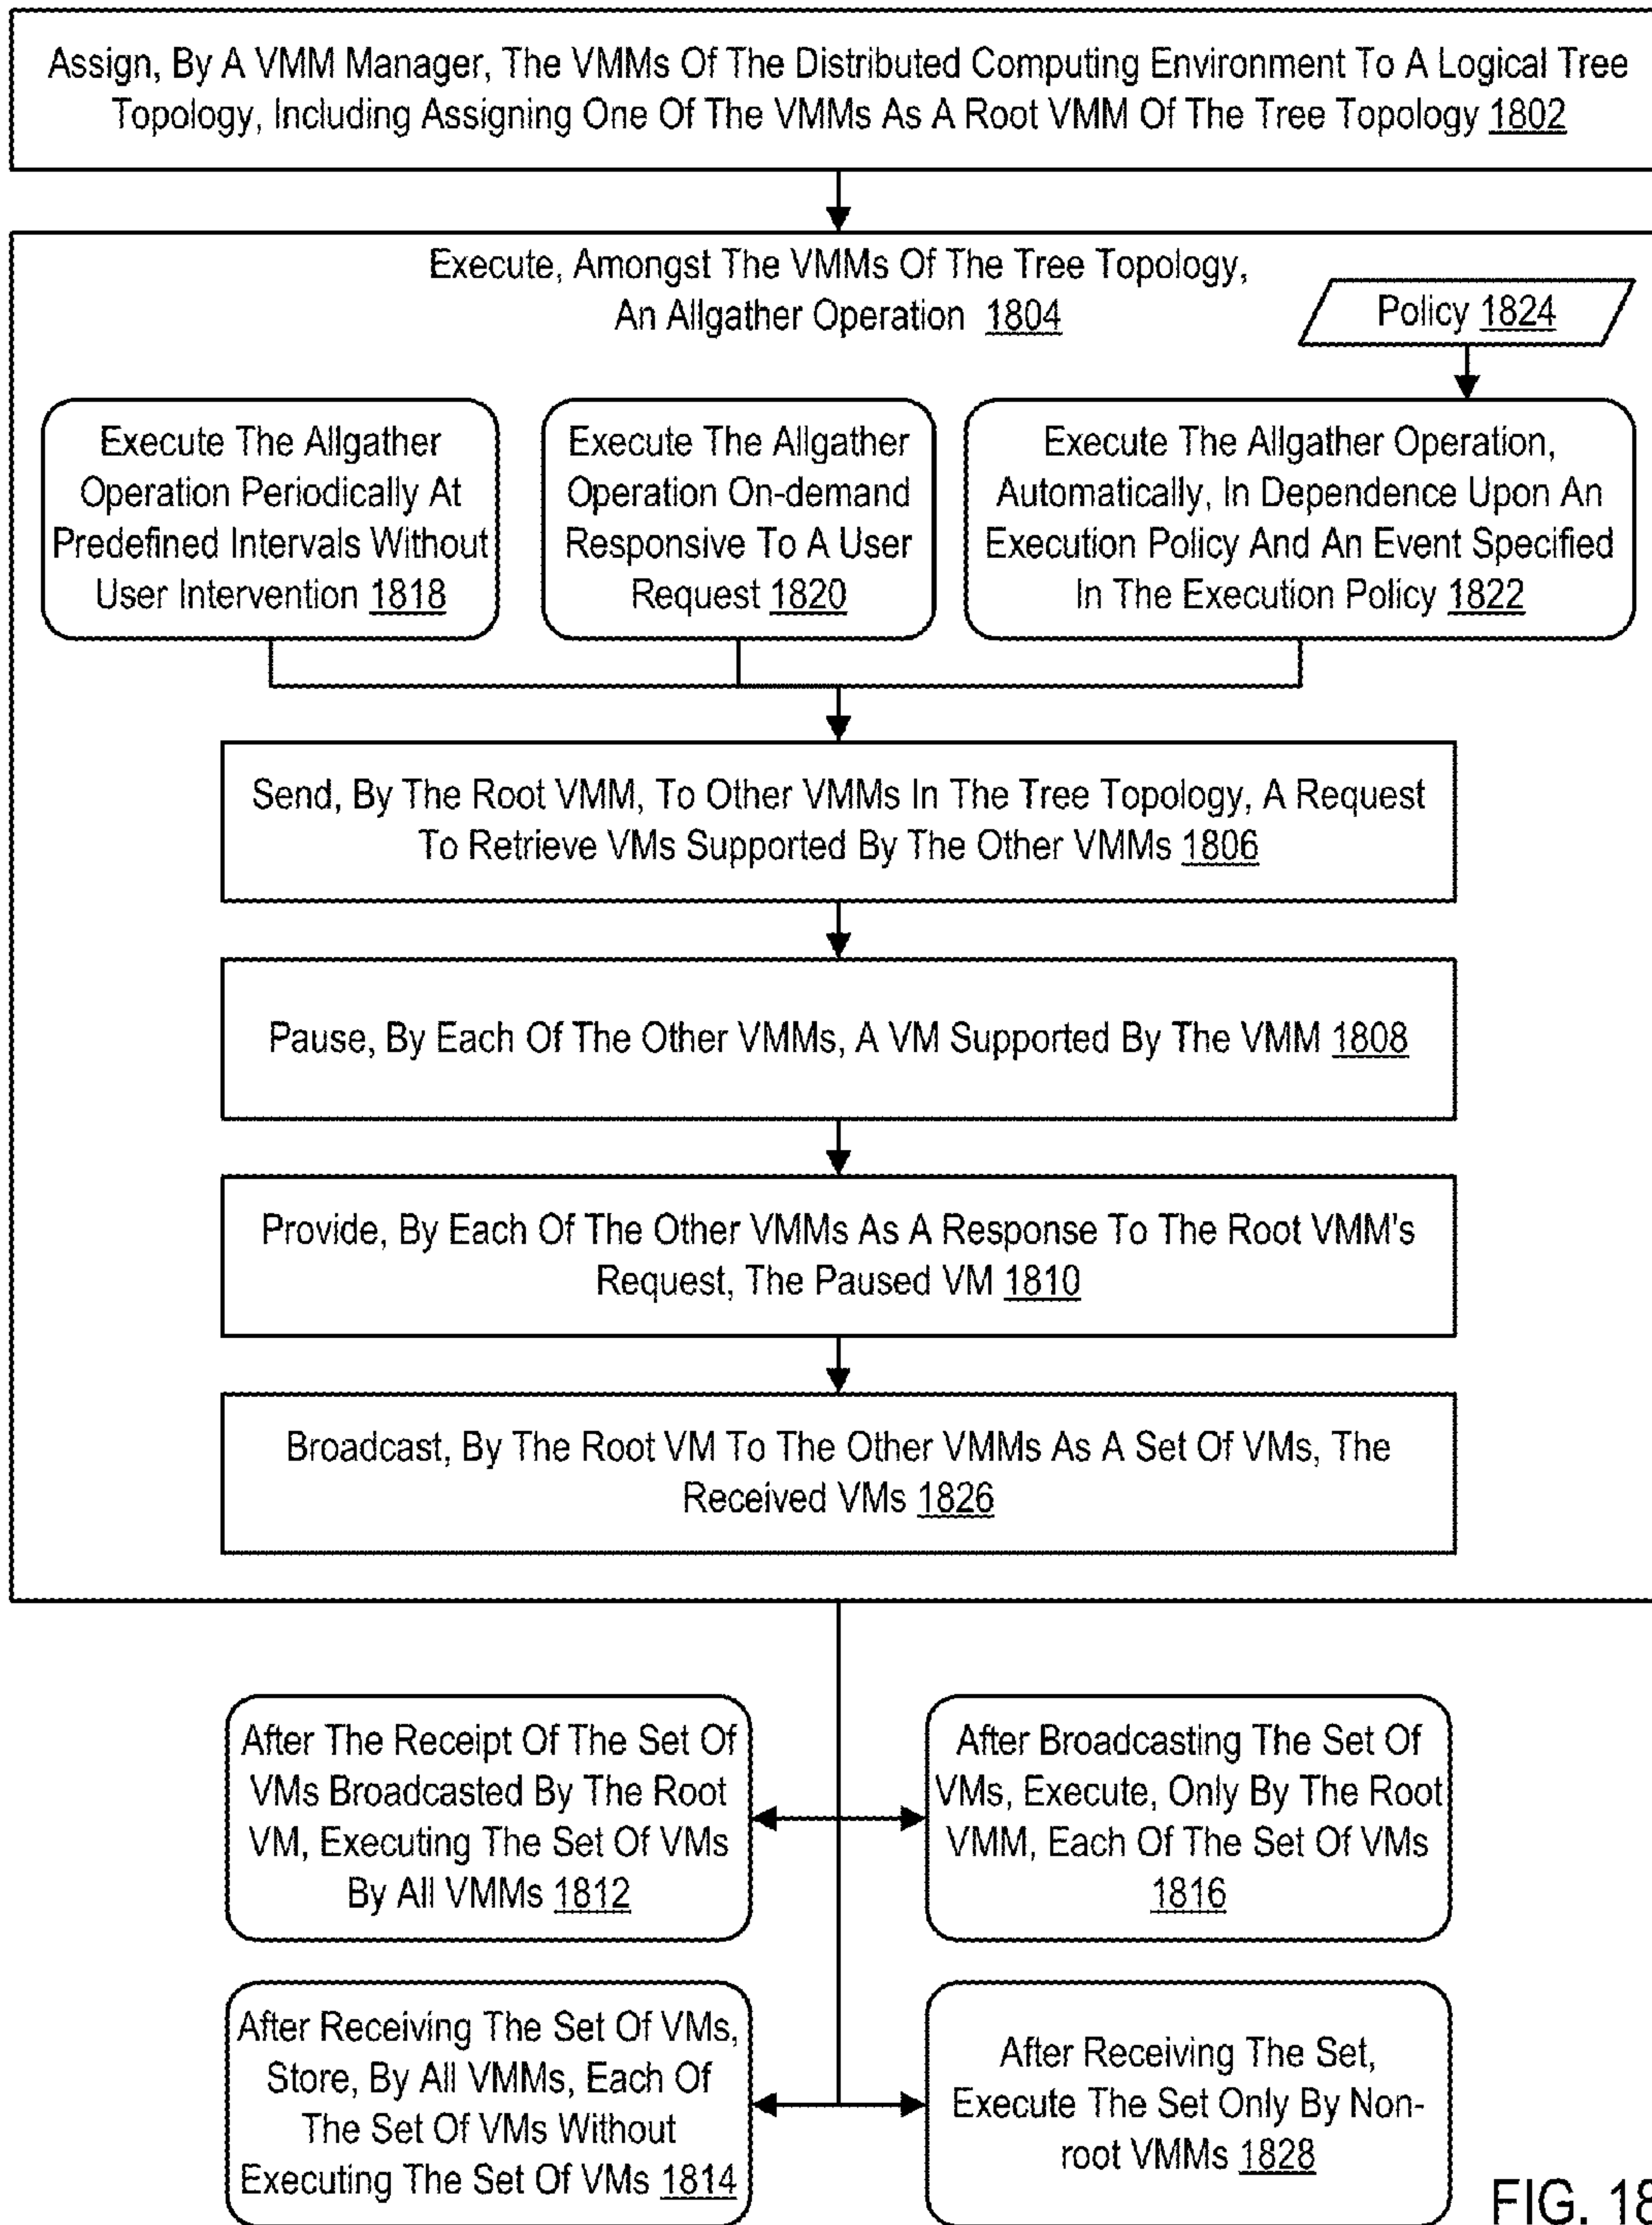 Assign, By A VMM Manager, The VMMs Of The Distributed Computing Environment To A Logical Tree
Topology, Including Assigning One Of The VMMs As A Root VMM Of The Tree Topology 1802
Execute, Amongst The VMMs Of The Tree Topology,
An Allgather Operation 1804
Policy 1824
Execute The Allgather
Operation Periodically At
Predefined Intervals Without
User Intervention 1818
Execute The Allgather
Operation On-demand
Responsive To A User
Request 1820
Execute The Allgather Operation,
Automatically, In Dependence Upon An
Execution Policy And An Event Specified
In The Execution Policy 1822
Send, By The Root VMM, To Other VMMs In The Tree Topology, A Request
To Retrieve VMs Supported By The Other VMMs 1806
Pause, By Each Of The Other VMMs, A VM Supported By The VMM 1808
Provide, By Each Of The Other VMMs As A Response To The Root VMM's
Request, The Paused VM 1810
Broadcast, By The Root VM To The Other VMMs As A Set Of VMs, The
Received VMs 1826
After The Receipt Of The Set Of
VMs Broadcasted By The Root
VM, Executing The Set Of VMs
By All VMMs 1812
After Broadcasting The Set Of
VMs, Execute, Only By The Root
VMM, Each Of The Set Of VMs
1816
After Receiving The Set Of VMs,
Store, By All VMMs, Each Of
The Set Of VMs Without
Executing The Set Of VMs 1814
After Receiving The Set,
Execute The Set Only By Non-
root VMMs 1828
FIG. 18